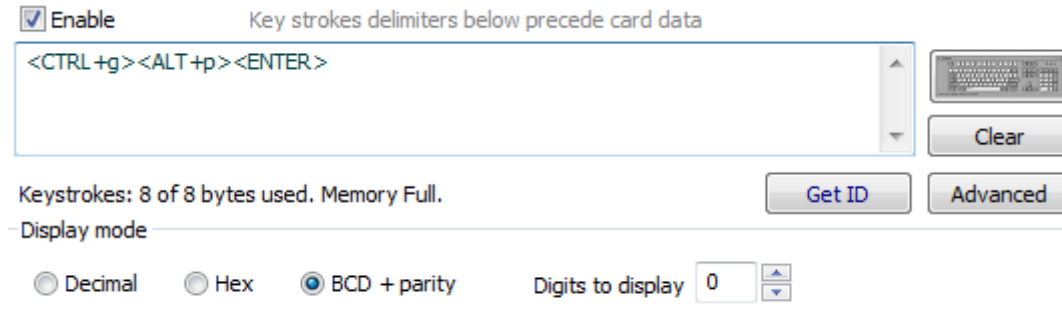 Enable Key strokes delimiters below precede card data
<CTRL+g><ALT+p><ENTER>
Clear
Keystrokes: 8 of 8 bytes used. Memory Full. Get ID Advanced
Display mode
Decimal Hex BCD + parity Digits to display 0